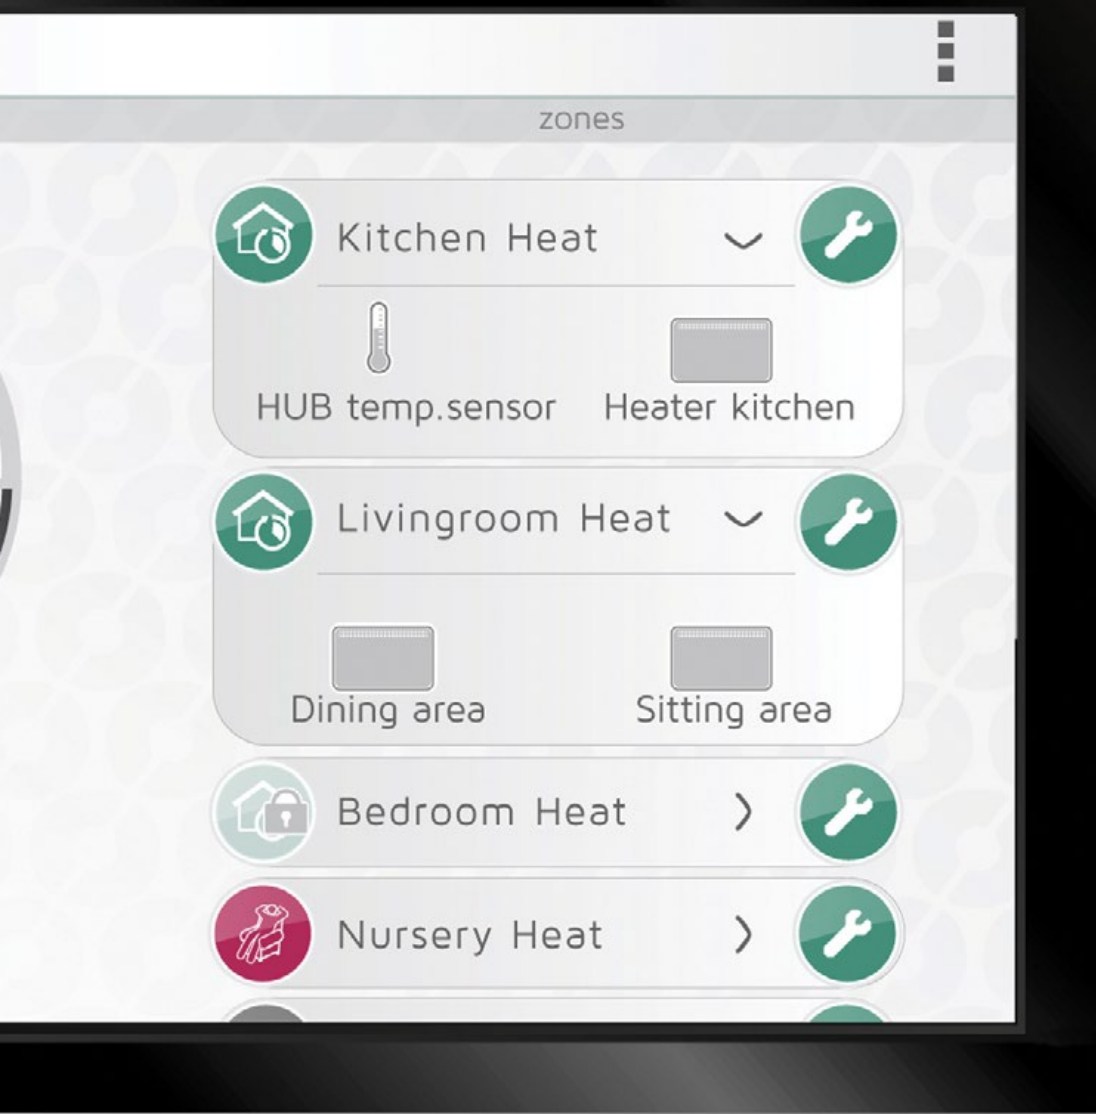 zones
Kitchen Heat
HUB temp.sensor
Heater kitchen
Livingroom Heat
Dining area
Sitting area
Bedroom Heat
Nursery Heat